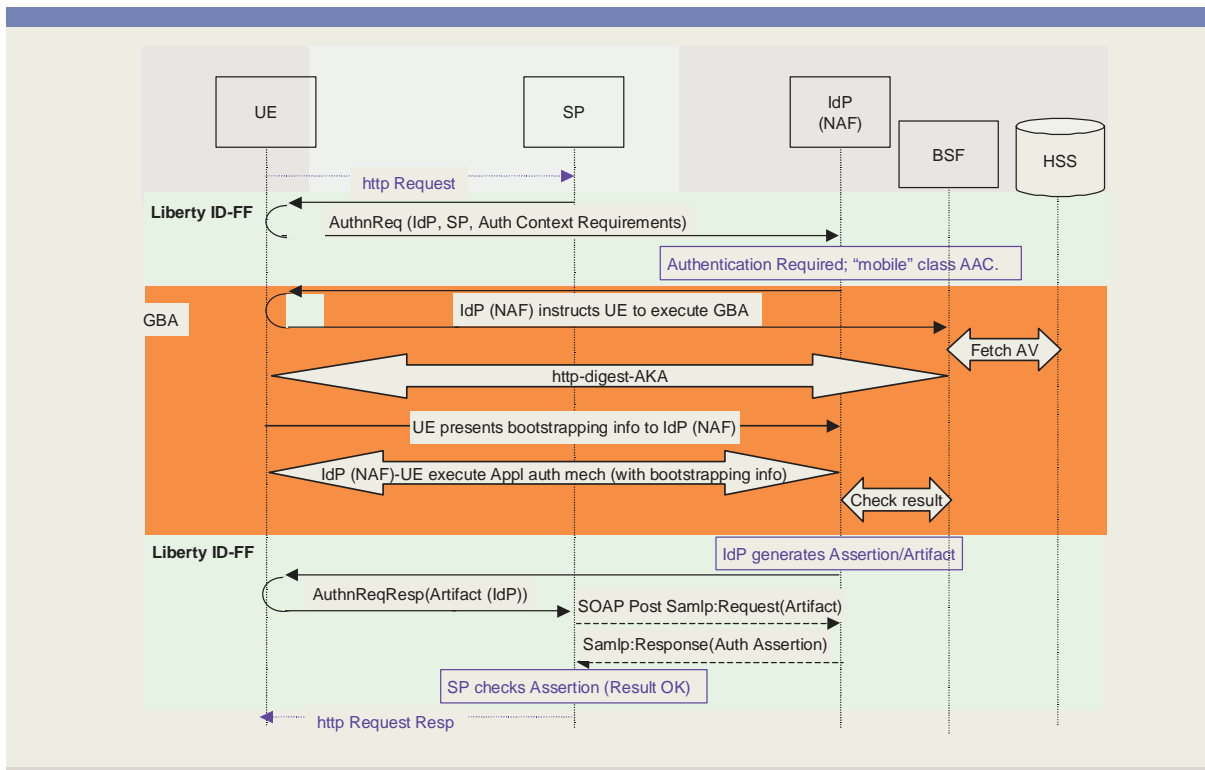 UE
SP
IdP
(NAF)
BSF
HSS
http Request
Liberty ID-FF
AuthnReq (IdP, SP, Auth Context Requirements)
Authentication Required; “mobile” class AAC.
GBA
IdP (NAF) instructs UE to execute GBA
Fetch AV
http-digest-AKA
UE presents bootstrapping info to IdP (NAF)
IdP (NAF)-UE execute Appl auth mech (with bootstrapping info)
Check result
Liberty ID-FF
IdP generates Assertion/Artifact
AuthnReqResp(Artifact (IdP))
SOAP Post Samlp:Request(Artifact)
Samlp:Response(Auth Assertion)
SP checks Assertion (Result OK)
http Request Resp